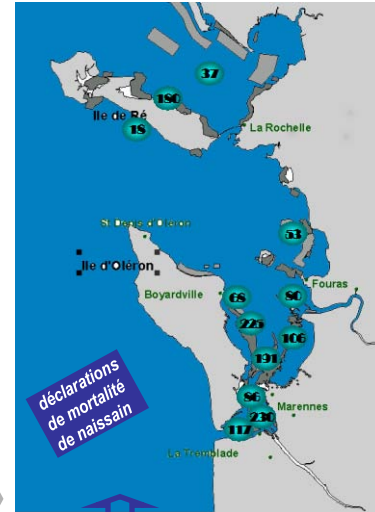 37
180
Ile de Ré
18
La Rochelle
53
St Denis d'Oléron
Ile d'Oléron
Fouras
80
Boyardville
68
225
106
191
86
Marennes
230
117
La Tremblade
déclarations
de mortalité
de naissain